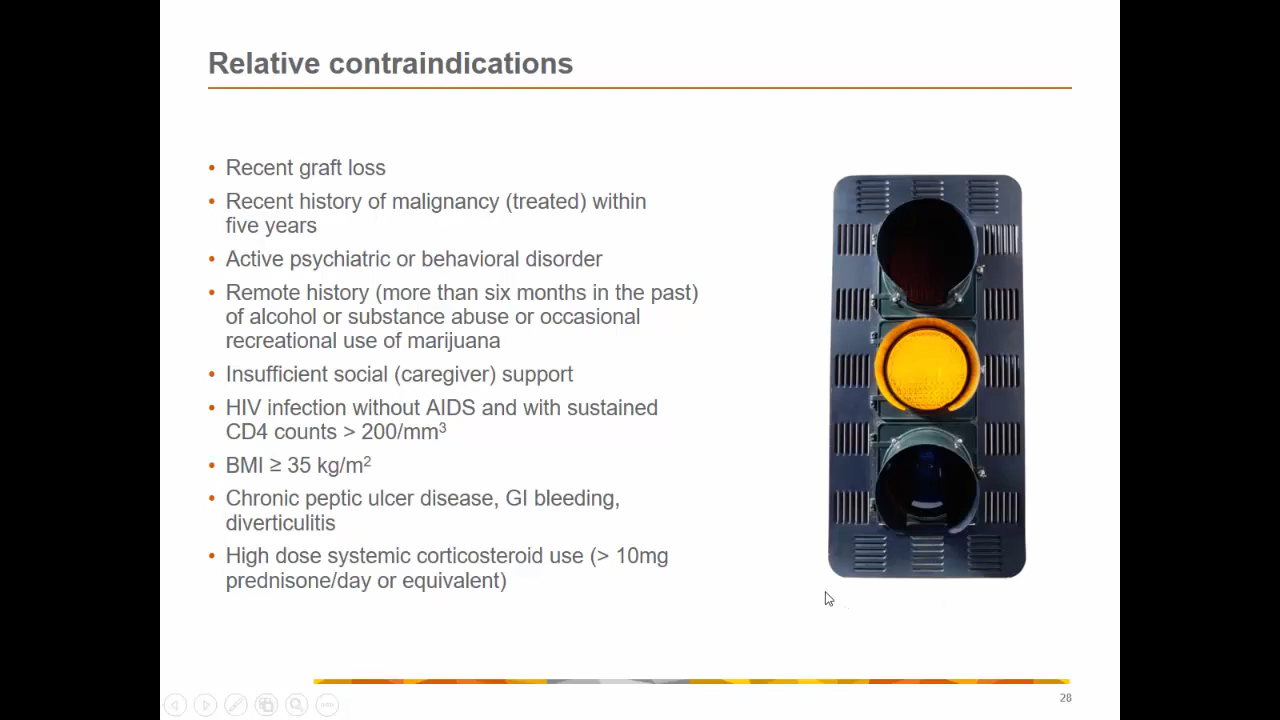 Relative contraindications
• Recent graft loss
• Recent history of malignancy (treated) within
five years
• Active psychiatric or behavioral disorder
• Remote history (more than six months in the past)
of alcohol or substance abuse or occasional
recreational use of marijuana
• Insufficient social (caregiver) support
• HIV infection without AIDS and with sustained
CD4 counts > 200/mm³
• BMI ≥ 35 kg/m²
• Chronic peptic ulcer disease, GI bleeding,
diverticulitis
• High dose systemic corticosteroid use (> 10mg
prednisone/day or equivalent)
28